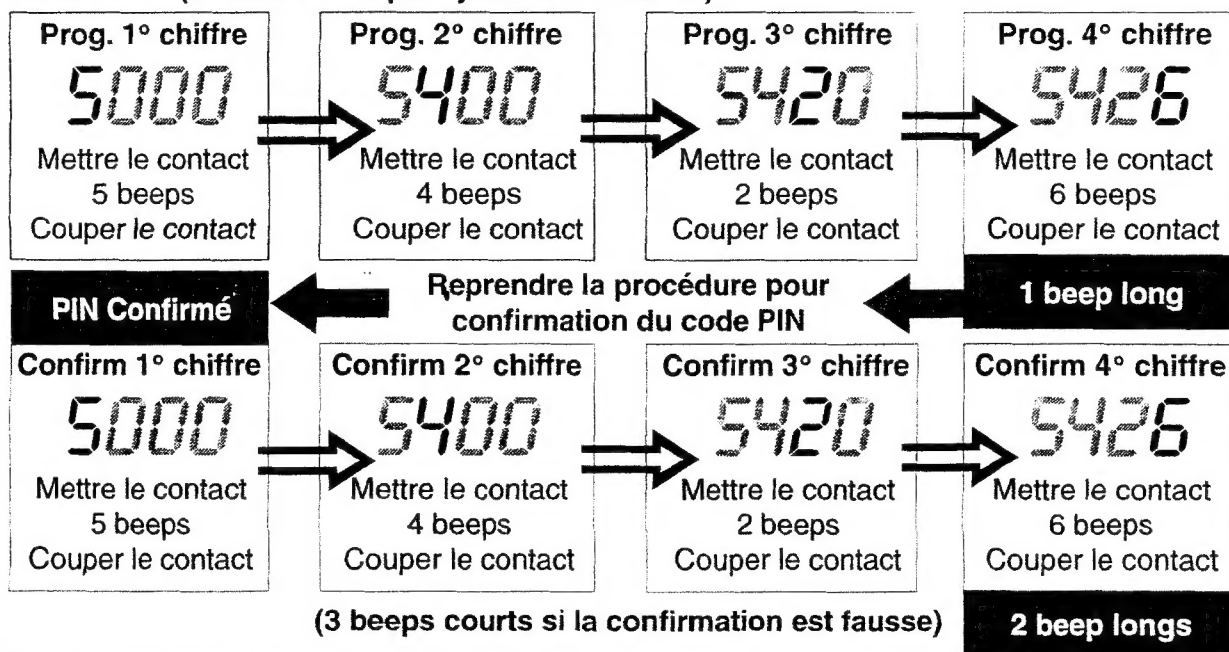 Prog. 1° chiffre
5000
Mettre le contact
5 beeps
Couper le contact
Prog. 2° chiffre
5400
Mettre le contact
4 beeps
Couper le contact
Prog. 3° chiffre
5420
Mettre le contact
2 beeps
Couper le contact
Prog. 4° chiffre
5426
Mettre le contact
6 beeps
Couper le contact
1 beep long
Reprendre la procédure pour
confirmation du code PIN
PIN Confirmé
Confirm 1° chiffre
5000
Mettre le contact
5 beeps
Couper le contact
Confirm 2° chiffre
5400
Mettre le contact
4 beeps
Couper le contact
Confirm 3° chiffre
5420
Mettre le contact
2 beeps
Couper le contact
Confirm 4° chiffre
5426
Mettre le contact
6 beeps
Couper le contact
2 beep longs
(3 beeps courts si la confirmation est fausse)